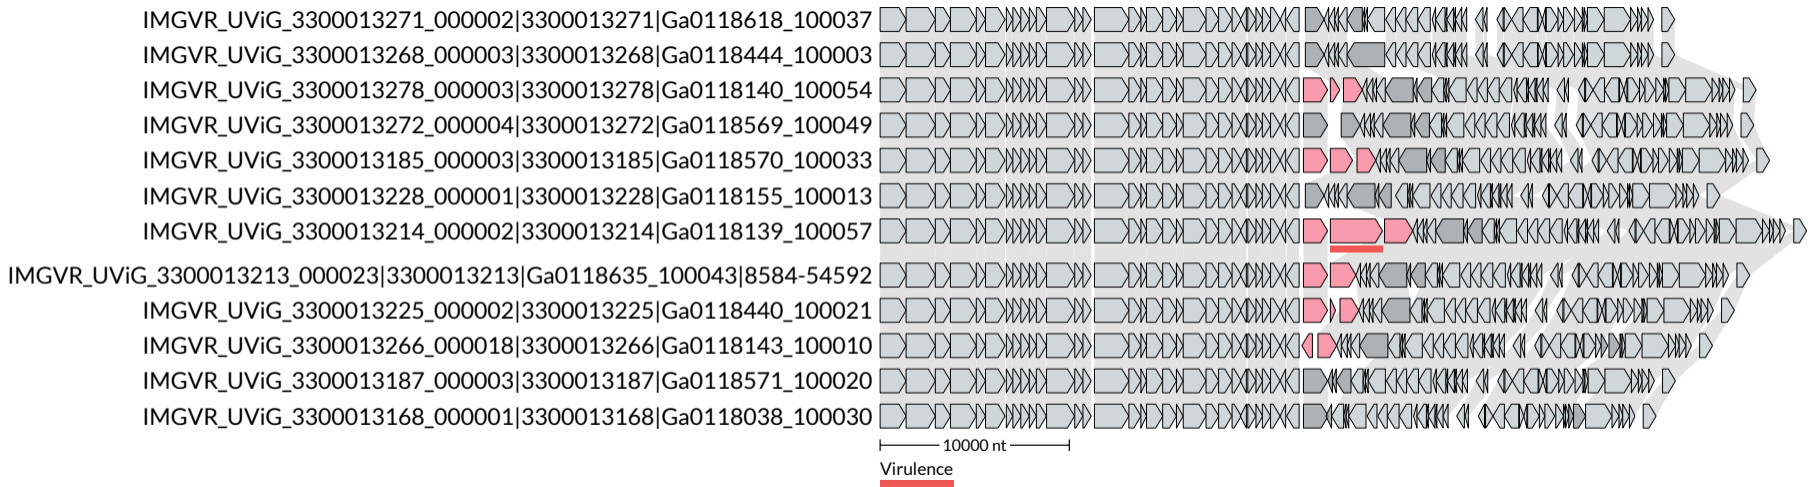 IMGVR_UViG_3300013271_000002|3300013271|Ga0118618_100037
IMGVR_UViG_3300013268_000003|3300013268|Ga0118444_100003
IMGVR_UViG_3300013278_000003|3300013278|Ga0118140_100054
IMGVR_UViG_3300013272_000004|3300013272|Ga0118569_100049
IMGVR_UViG_3300013185_000003|3300013185|Ga0118570_100033
IMGVR_UViG_3300013228_000001|3300013228|Ga0118155_100013
IMGVR_UViG_3300013214_000002|3300013214|Ga0118139_100057
IMGVR_UViG_3300013213_000023|3300013213|Ga0118635_100043|8584-54592
IMGVR_UViG_3300013225_000002|3300013225|Ga0118440_100021
IMGVR_UViG_3300013266_000018|3300013266|Ga0118143_100010
IMGVR_UViG_3300013187_000003|3300013187|Ga0118571_100020
IMGVR_UViG_3300013168_000001|3300013168|Ga0118038_100030
10000 nt
Virulence